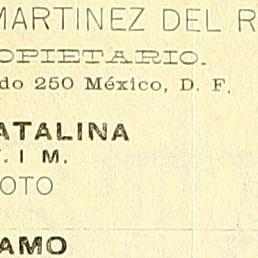 MARTINEZ DEL R
OPIETARIO.
do 250 México, D. F.
ATALINA
. I M.
OTO
AMO